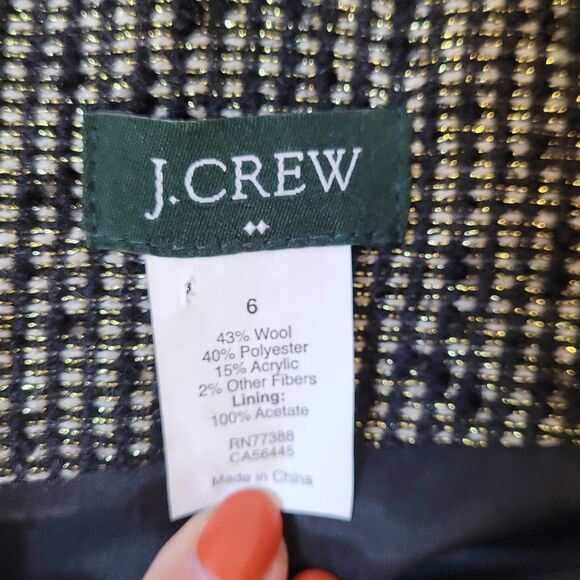 J.CREW
6
43% Wool
40% Polyester
15% Acrylic
2% Other Fibers
Lining:
100% Acetate
RN77388
CA56445
Made in China